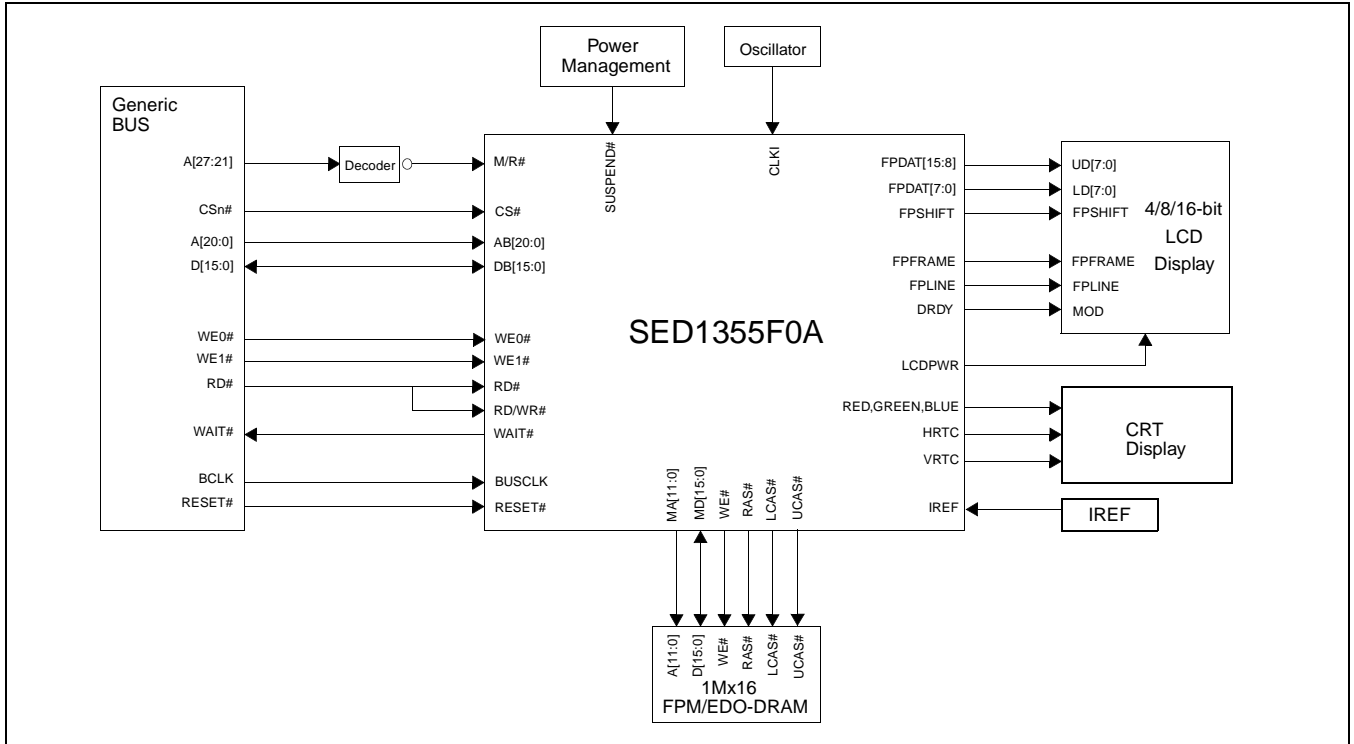 Power
Management
Oscillator
Generic
BUS
A[27:21]
Decoder
M/R#
SUSPEND#
CLKI
FPDAT[15:8]
UD[7:0]
FPDAT[7:0]
LD[7:0]
CSn#
CS#
FPSHIFT
FPSHIFT
4/8/16-bit
LCD
Display
A[20:0]
AB[20:0]
D[15:0]
DB[15:0]
FPFRAME
FPFRAME
FPLINE
FPLINE
DRDY
MOD
SED1355F0A
WE0#
WE0#
WE1#
WE1#
LCDPWR
RD#
RD#
RD/WR#
RED,GREEN,BLUE
WAIT#
WAIT#
HRTC
CRT
Display
VRTC
BCLK
BUSCLK
RESET#
RESET#
MA[11:0]
MD[15:0]
WE#
RAS#
LCAS#
UCAS#
IREF
IREF
A[11:0]
D[15:0]
WE#
RAS#
LCAS#
UCAS#
1Mx16
FPM/EDO-DRAM